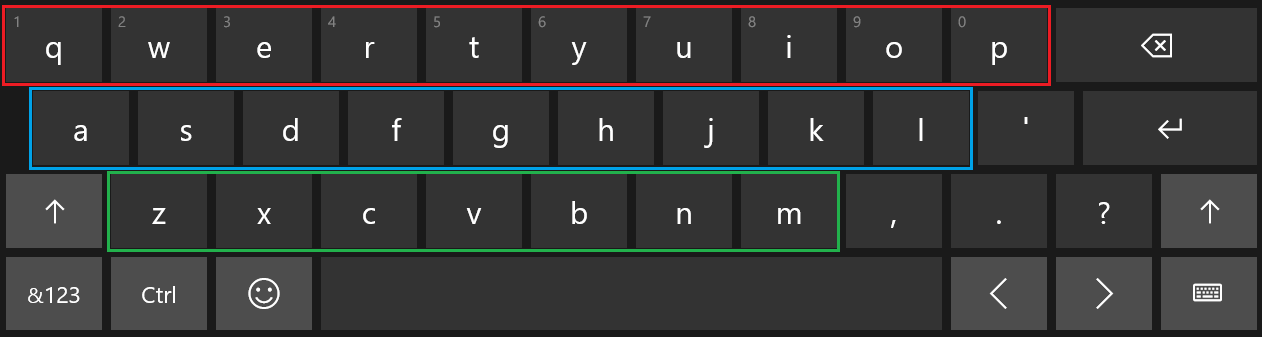 1 2 3 4 5 6 7 8 9 0
q w e r t y u i o p
a s d f g h j k l '
z x c v b n m , . ?
&123 Ctrl